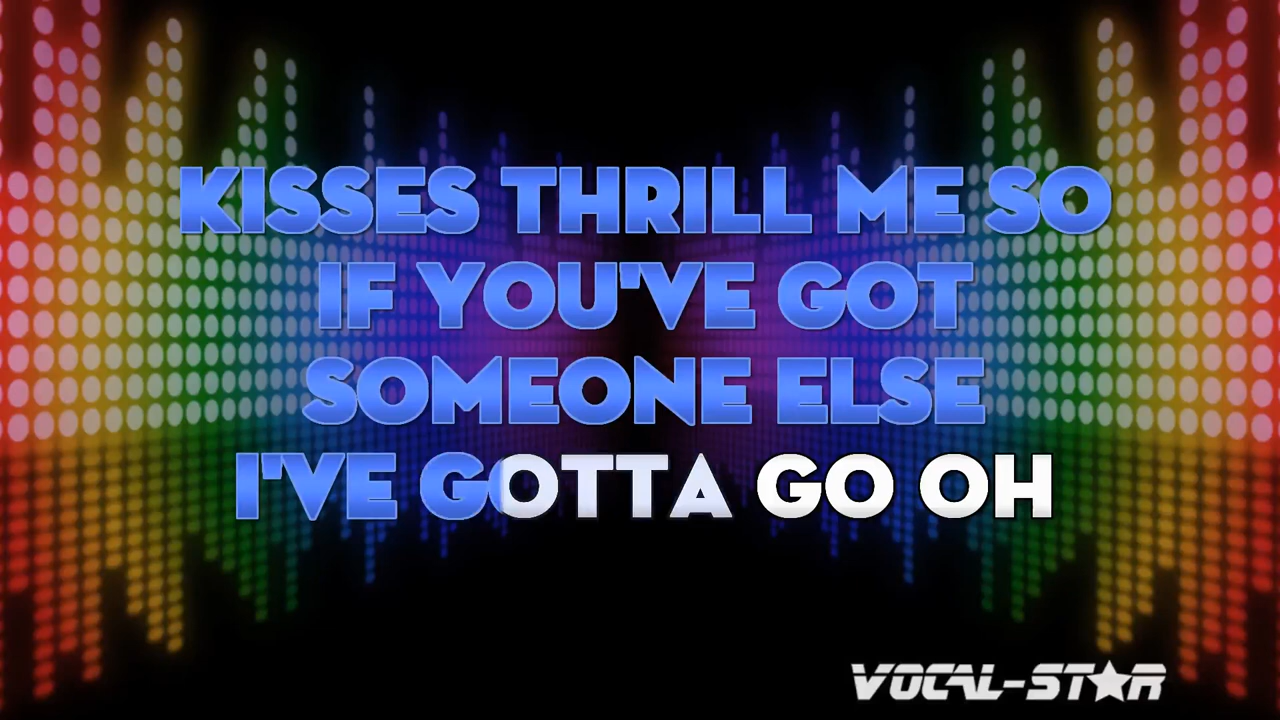 KISSES THRILL ME SO
IF YOU'VE GOT
SOMEONE ELSE
I'VE GOTTA GO OH
VOCAL-STAR